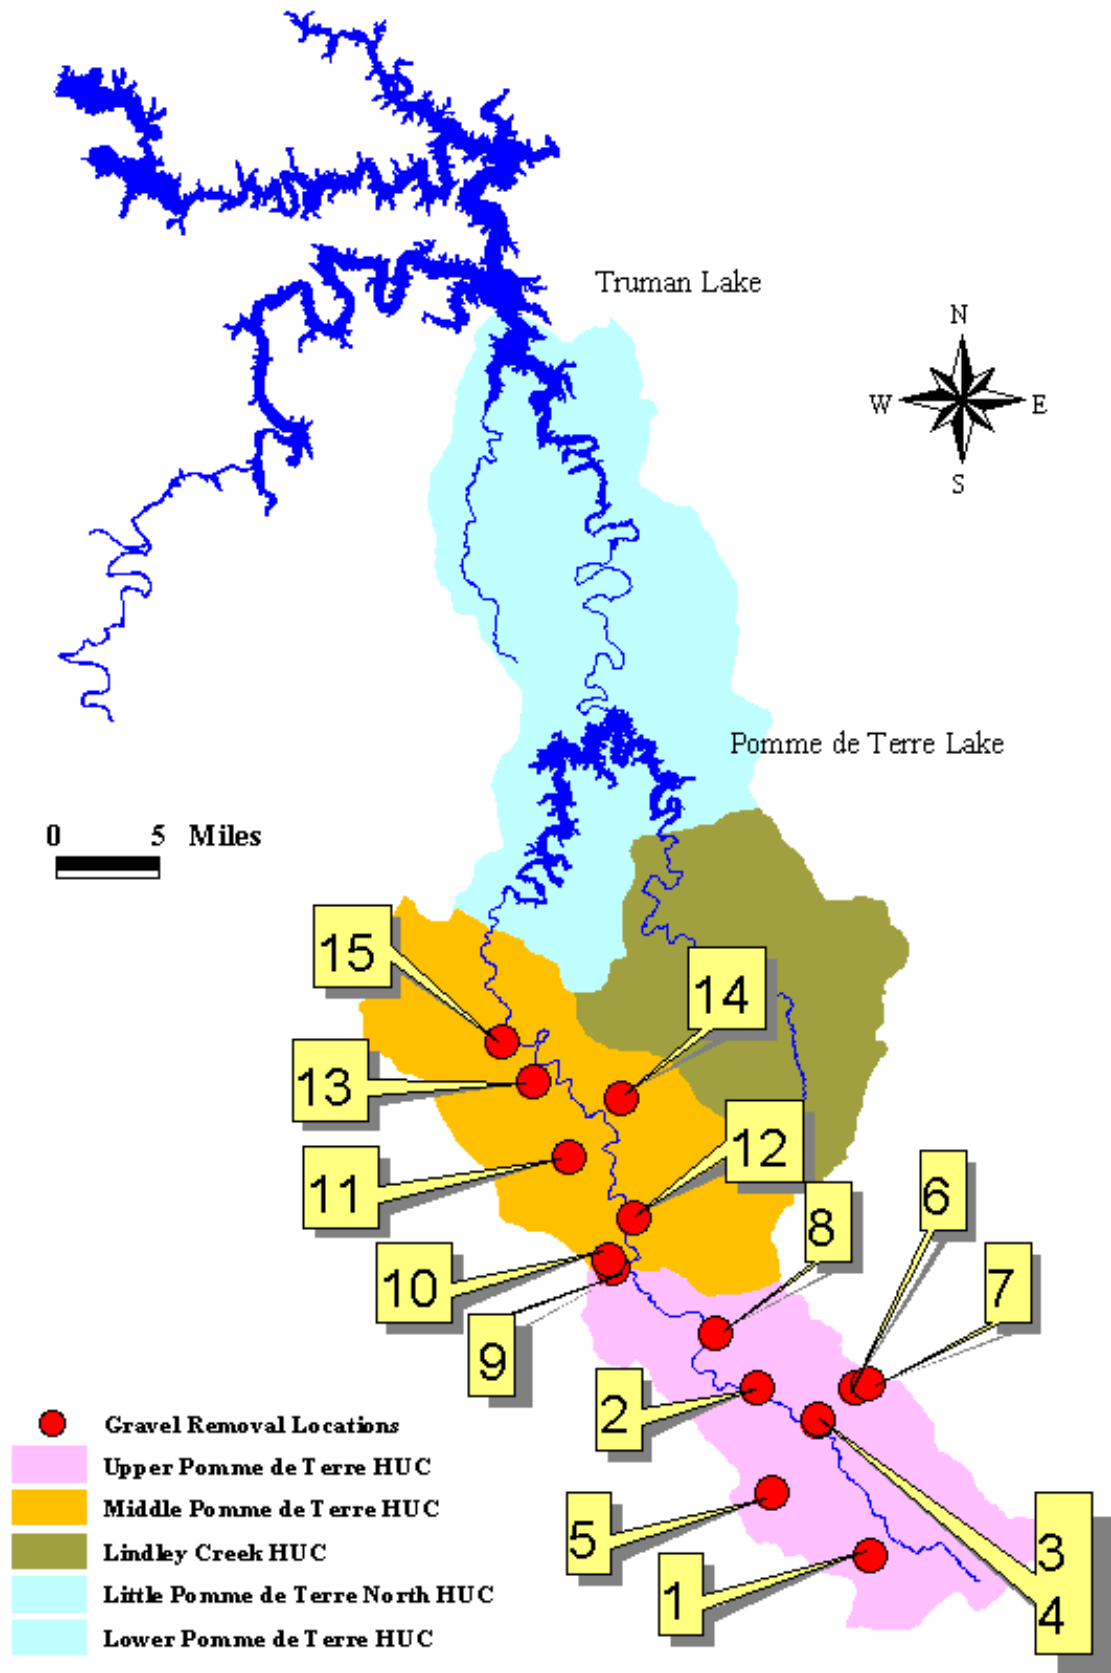 Truman Lake
N
W
E
S
Pomme de Terre Lake
0 5 Miles
15
14
13
12
11
6
8
10
7
9
2
3
5
4
1
Gravel Removal Locations
Upper Pomme de Terre HUC
Middle Pomme de Terre HUC
Lindley Creek HUC
Little Pomme de Terre North HUC
Lower Pomme de Terre HUC